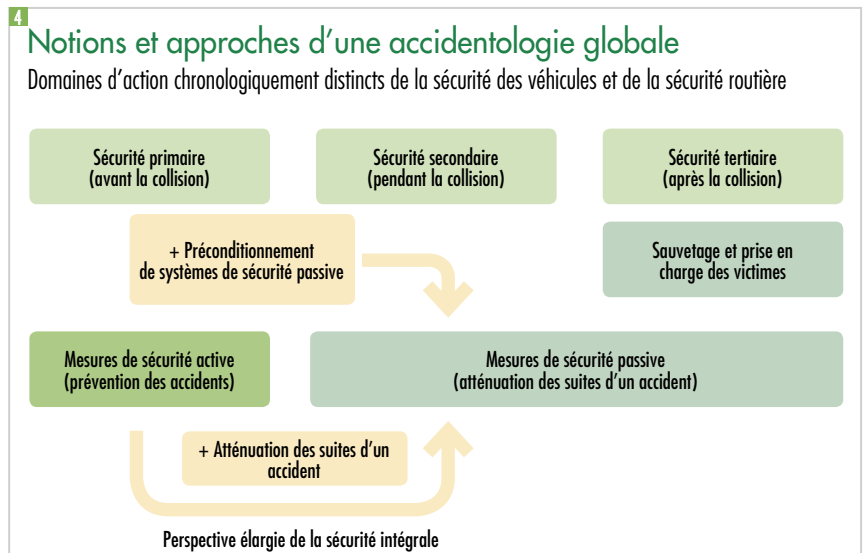 4
Notions et approches d’une accidentologie globale
Domaines d’action chronologiquement distincts de la sécurité des véhicules et de la sécurité routière
Sécurité primaire
(avant la collision)
Sécurité secondaire
(pendant la collision)
Sécurité tertiaire
(après la collision)
+ Préconditionnement
de systèmes de sécurité passive
Sauvetage et prise en
charge des victimes
Mesures de sécurité active
(prévention des accidents)
Mesures de sécurité passive
(atténuation des suites d’un accident)
+ Atténuation des suites d’un
accident
Perspective élargie de la sécurité intégrale